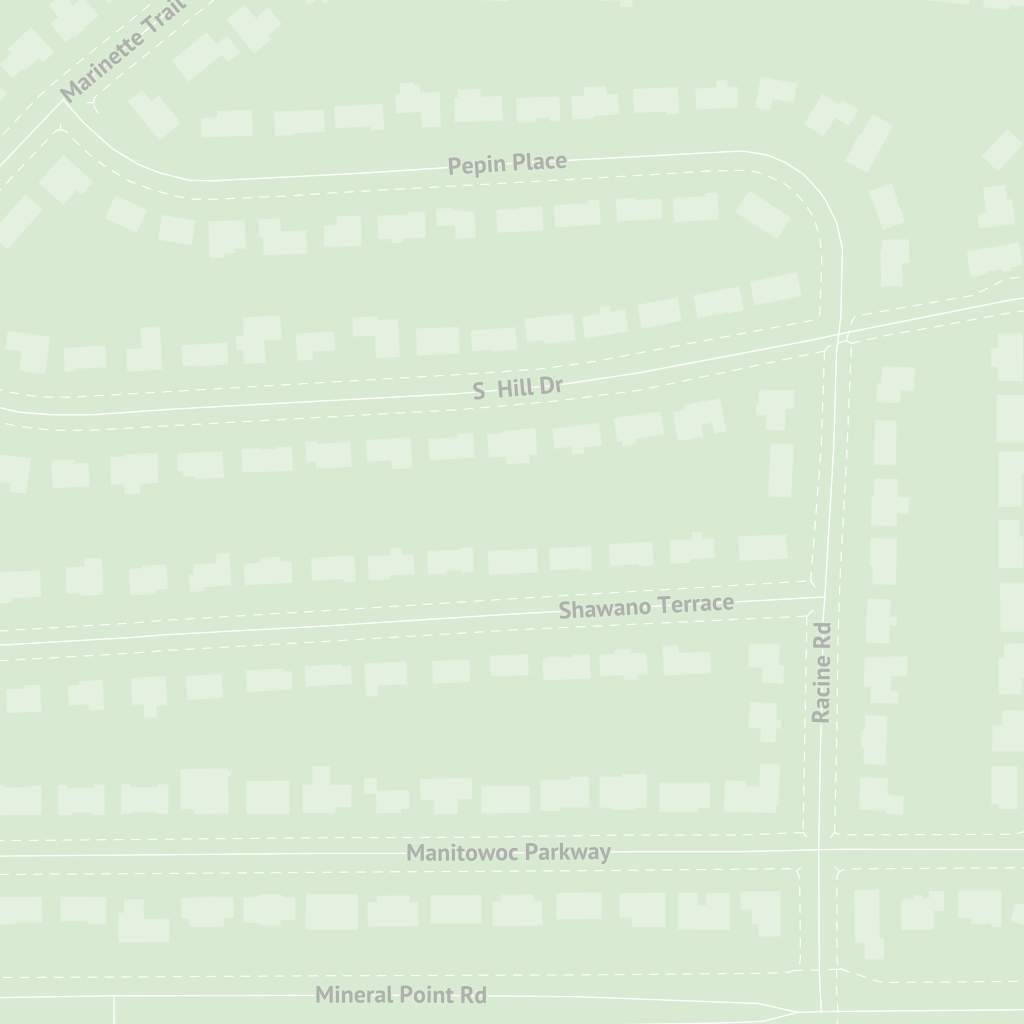 Marinette Trail
Pepin Place
S Hill Dr
Shawano Terrace
Racine Rd
Manitowoc Parkway
Mineral Point Rd